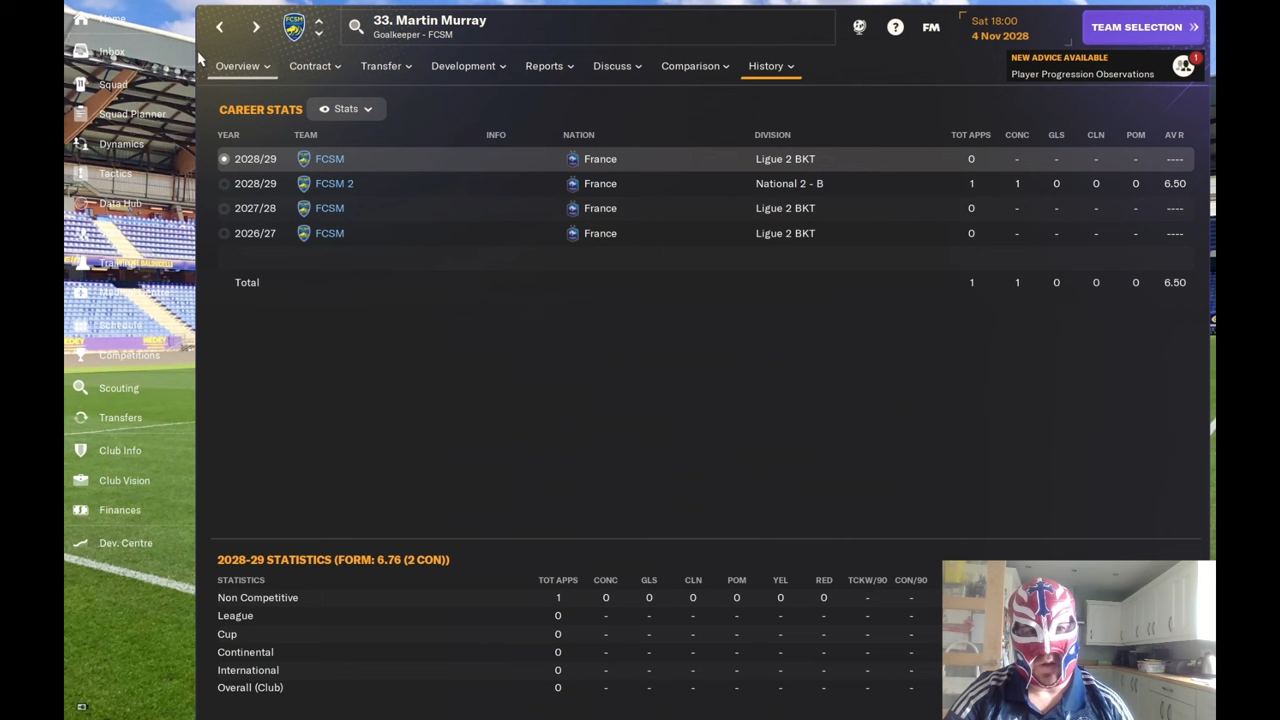 Home
Inbox
Squad
Squad Planner
Dynamics
Tactics
Data Hub
Schedule
Competitions
Scouting
Transfers
Club Info
Club Vision
Finances
Dev. Centre
FCSM
33. Martin Murray
Goalkeeper - FCSM
? FM
Sat 18:00
4 Nov 2028
TEAM SELECTION
Overview Contract Transfer Development Reports Discuss Comparison History
NEW ADVICE AVAILABLE
Player Progression Observations
1
CAREER STATS Stats
YEAR TEAM INFO NATION DIVISION TOT APPS CONC GLS CLN POM AV R
2028/29 FCSM France Ligue 2 BKT 0 - - - - ----
2028/29 FCSM 2 France National 2 - B 1 1 0 0 0 6.50
2027/28 FCSM France Ligue 2 BKT 0 - - - - ----
2026/27 FCSM France Ligue 2 BKT 0 - - - - ----
Total 1 1 0 0 0 6.50
2028-29 STATISTICS (FORM: 6.76 (2 CON))
STATISTICS TOT APPS CONC GLS CLN POM YEL RED TCKW/90 CON/90
Non Competitive 1 0 0 0 0 0 0 - -
League 0 - - - - - - - -
Cup 0 - - - - - - - -
Continental 0 - - - - - - - -
International 0 - - - - - - - -
Overall (Club) 0 - - - - - - - -